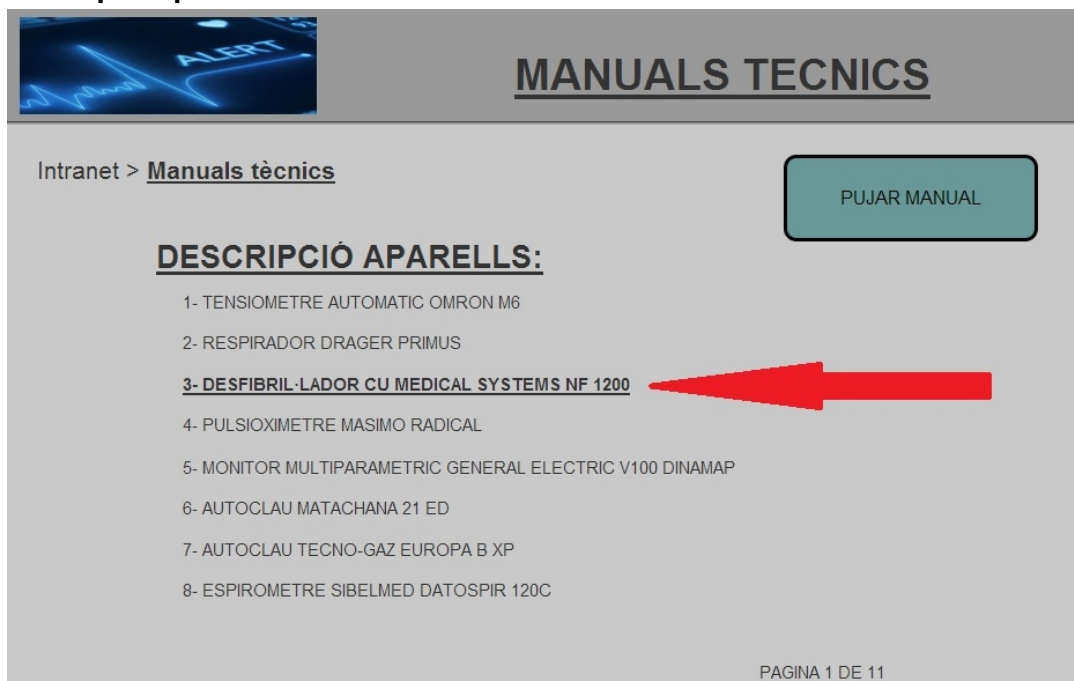 ALERT
MANUALS TECNICS
Intranet > Manuals tècnics
PUJAR MANUAL
DESCRIPCIÓ APARELLS:
1- TENSIOMETRE AUTOMATIC OMRON M6
2- RESPIRADOR DRAGER PRIMUS
3- DESFIBRIL·LADOR CU MEDICAL SYSTEMS NF 1200
4- PULSIOXIMETRE MASIMO RADICAL
5- MONITOR MULTIPARAMETRIC GENERAL ELECTRIC V100 DINAMAP
6- AUTOCLAU MATACHANA 21 ED
7- AUTOCLAU TECNO-GAZ EUROPA B XP
8- ESPIROMETRE SIBELMED DATOSPIR 120C
PAGINA 1 DE 11